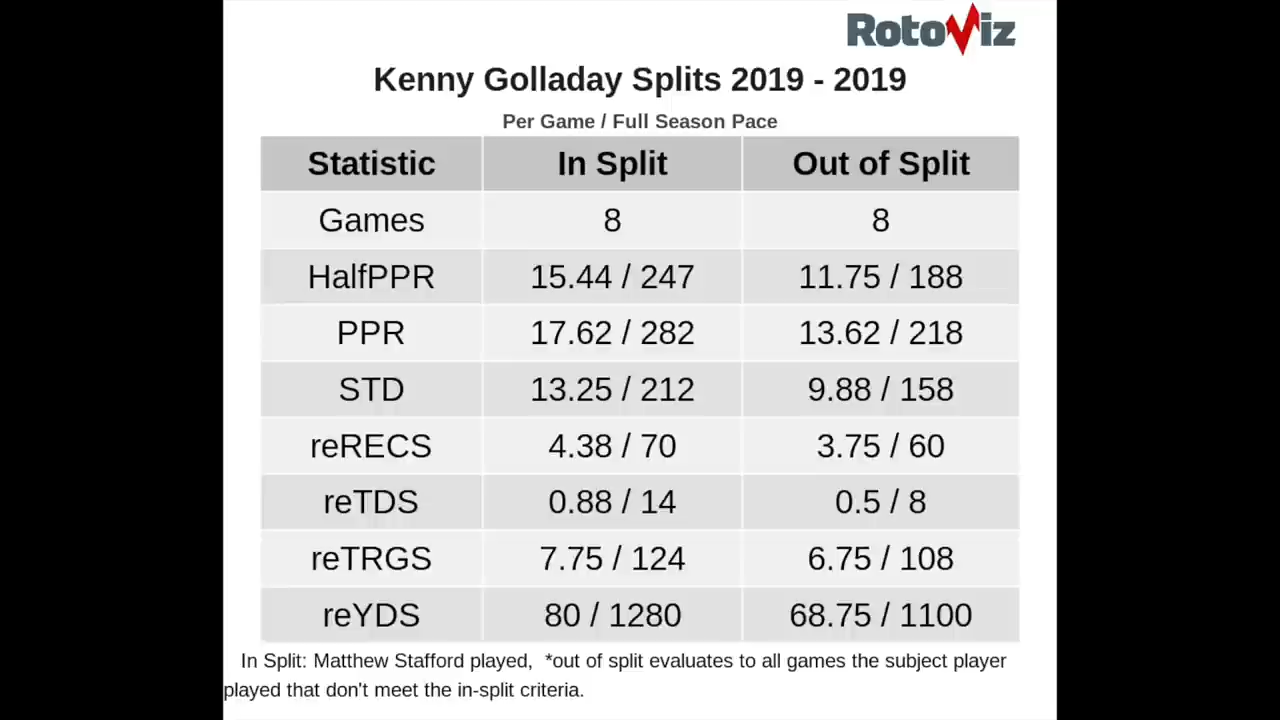 RotoViz
Kenny Golladay Splits 2019 - 2019
Per Game / Full Season Pace
Statistic In Split Out of Split
Games 8 8
HalfPPR 15.44 / 247 11.75 / 188
PPR 17.62 / 282 13.62 / 218
STD 13.25 / 212 9.88 / 158
reRECS 4.38 / 70 3.75 / 60
reTDS 0.88 / 14 0.5 / 8
reTRGS 7.75 / 124 6.75 / 108
reYDS 80 / 1280 68.75 / 1100
In Split: Matthew Stafford played, *out of split evaluates to all games the subject player
played that don't meet the in-split criteria.